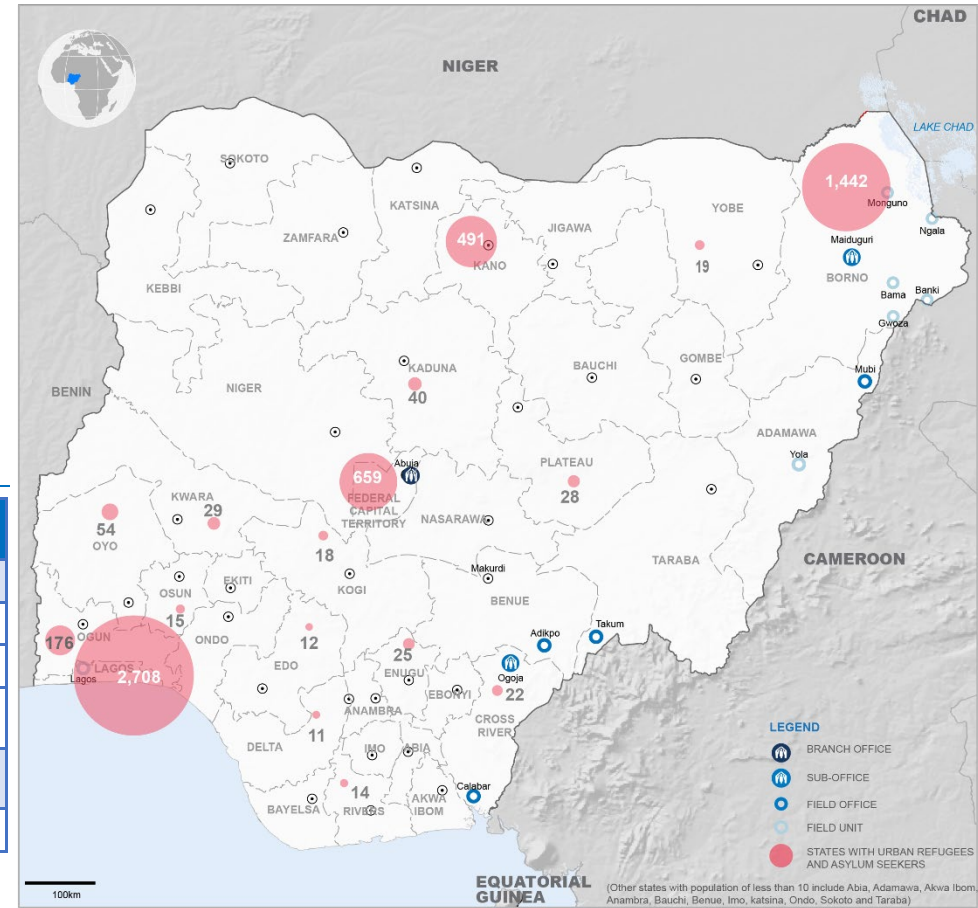 CHAD
NIGER
LAKE CHAD
SOKOTO
1,442
KATSINA
Monguno
YOBE
Ngala
ZAMFARA
491
JIGAWA
Maiduguri
KANO
19
BORNO
KEBBI
Bama
Banki
Gwoza
GOMBE
KADUNA
BAUCHI
Mubi
NIGER
40
BENIN
ADAMAWA
Abuja
PLATEAU
Yola
659
28
KWARA
FEDERAL
CAPITAL
TERRITORY
29
NASARAWA
54
OYO
18
TARABA
CAMEROON
Makurdi
EKITI
KOGI
OSUN
BENUE
15
Takum
176
OGUN
ONDO
12
Adikpo
25
LAGOS
EDO
ENUGU
Lagos
2,708
Ogoja
EBONYI
22
ANAMBRA
CROSS
RIVER
11
DELTA
IMO
ABIA
14
Calabar
BAYELSA
RIVERS
AKWA
IBOM
LEGEND
BRANCH OFFICE
SUB-OFFICE
FIELD OFFICE
FIELD UNIT
STATES WITH URBAN REFUGEES
AND ASYLUM SEEKERS
100km
EQUATORIAL
GUINEA
(Other states with population of less than 10 include Abia, Adamawa, Akwa Ibom,
Anambra, Bauchi, Benue, Imo, katsina, Ondo, Sokoto and Taraba)